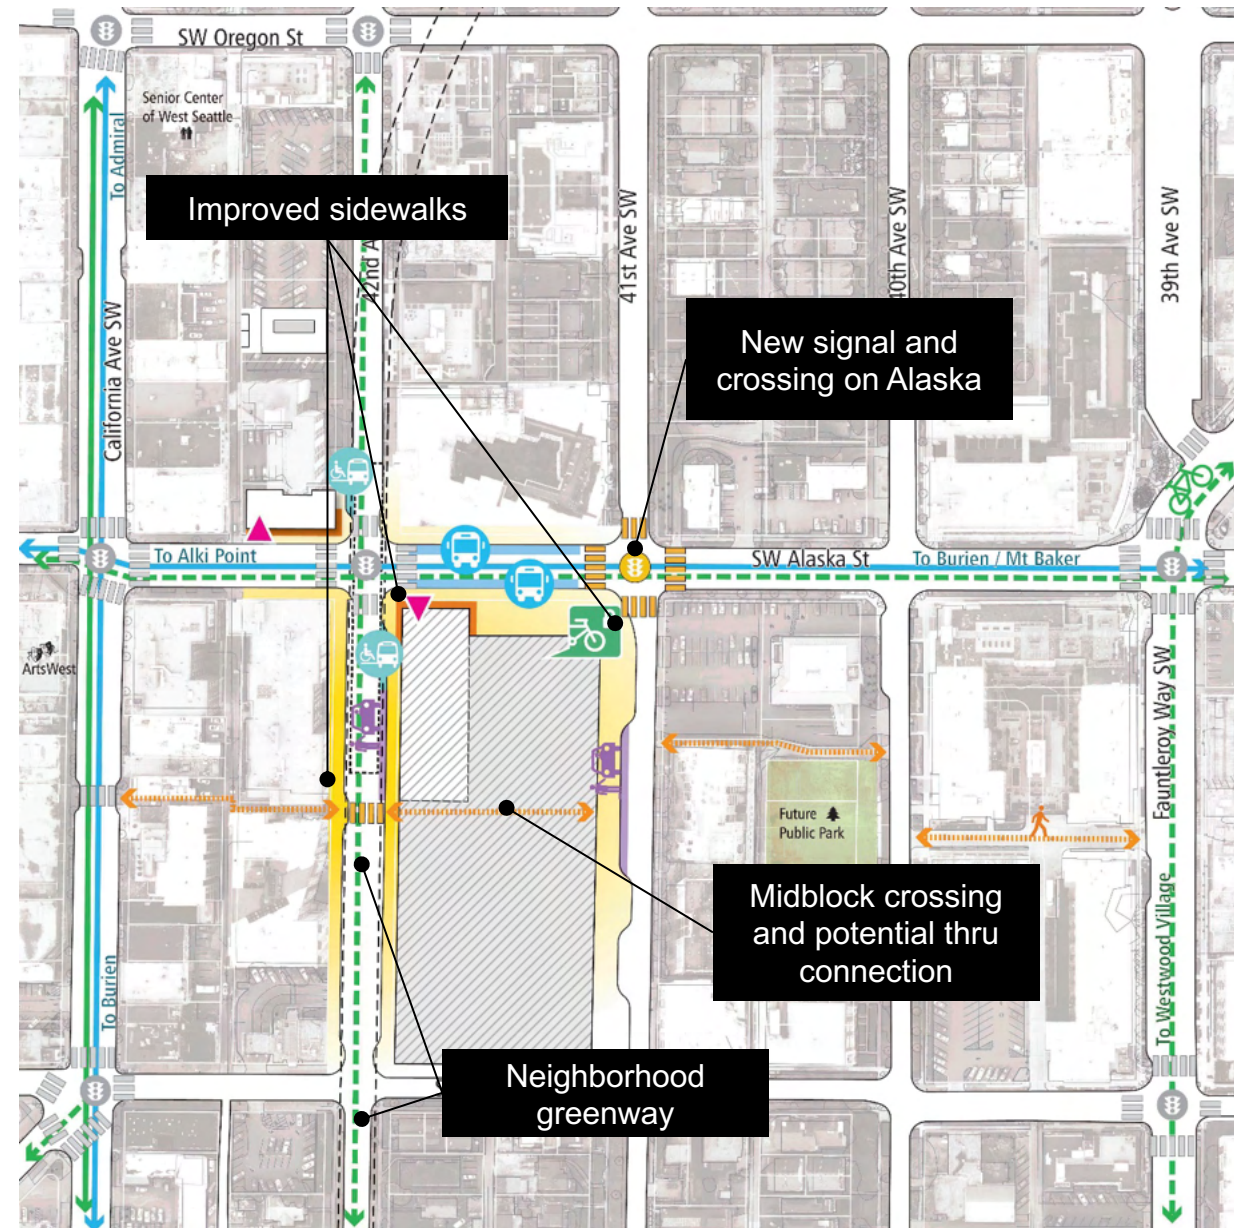 SW Oregon St
Senior Center
of West Seattle
To Admiral
Improved sidewalks
42nd A
41st Ave SW
40th Ave SW
39th Ave SW
California Ave SW
New signal and
crossing on Alaska
To Alki Point
SW Alaska St
To Burien / Mt Baker
ArtsWest
Fauntleroy Way SW
Future
Public Park
Midblock crossing
and potential thru
connection
To Burien
To Westwood Village
Neighborhood
greenway